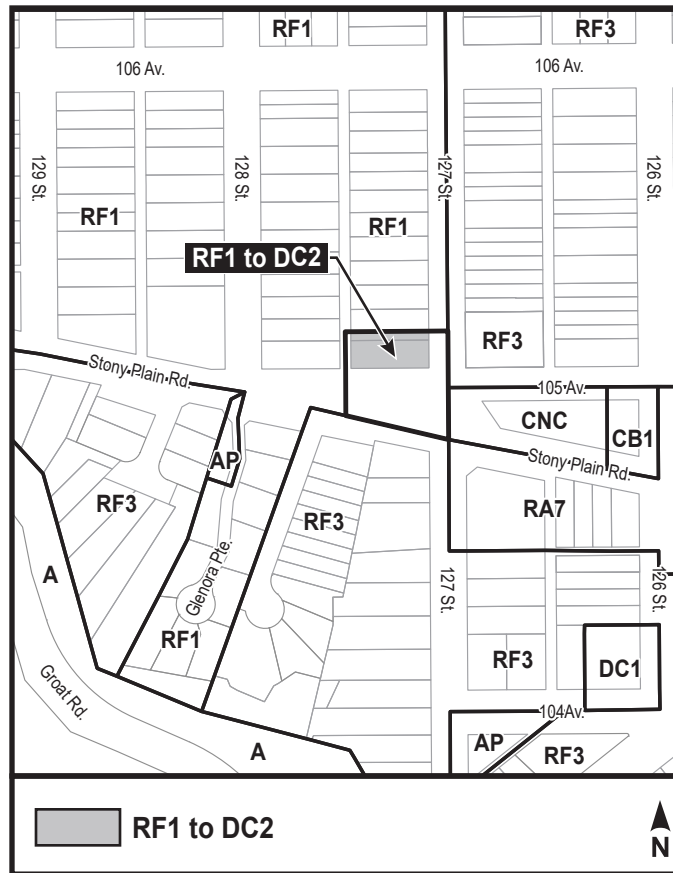 RF1
RF3
106 Av.
106 Av.
129 St.
128 St.
127 St.
126 St.
RF1
RF1
RF1 to DC2
RF3
Stony Plain Rd.
105 Av.
CNC
CB1
AP
Stony Plain Rd.
RF3
RF3
RA7
A
Glenora Pte.
127 St.
126 St.
RF1
RF3
DC1
Groat Rd.
104 Av.
A
AP
RF3
RF1 to DC2
N